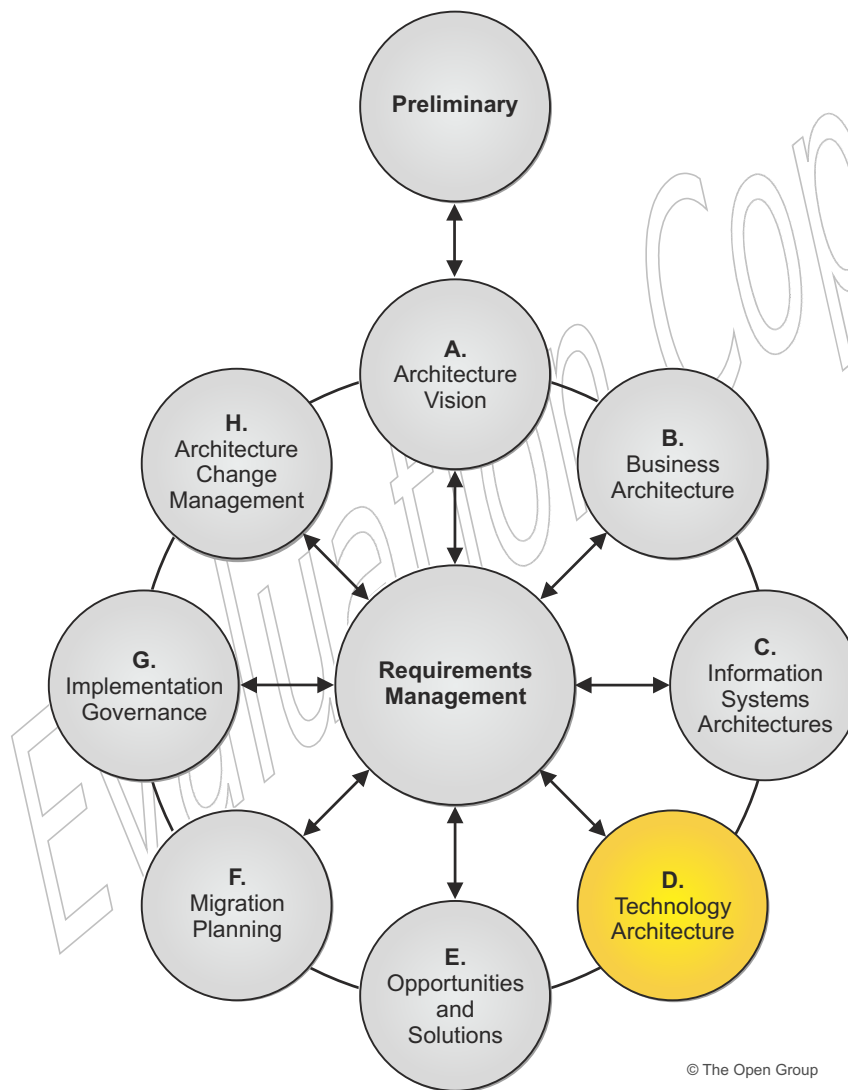 Preliminary
A.
Architecture
Vision
H.
Architecture
Change
Management
B.
Business
Architecture
G.
Implementation
Governance
Requirements
Management
C.
Information
Systems
Architectures
F.
Migration
Planning
D.
Technology
Architecture
E.
Opportunities
and
Solutions
Evaluation Cop
© The Open Group